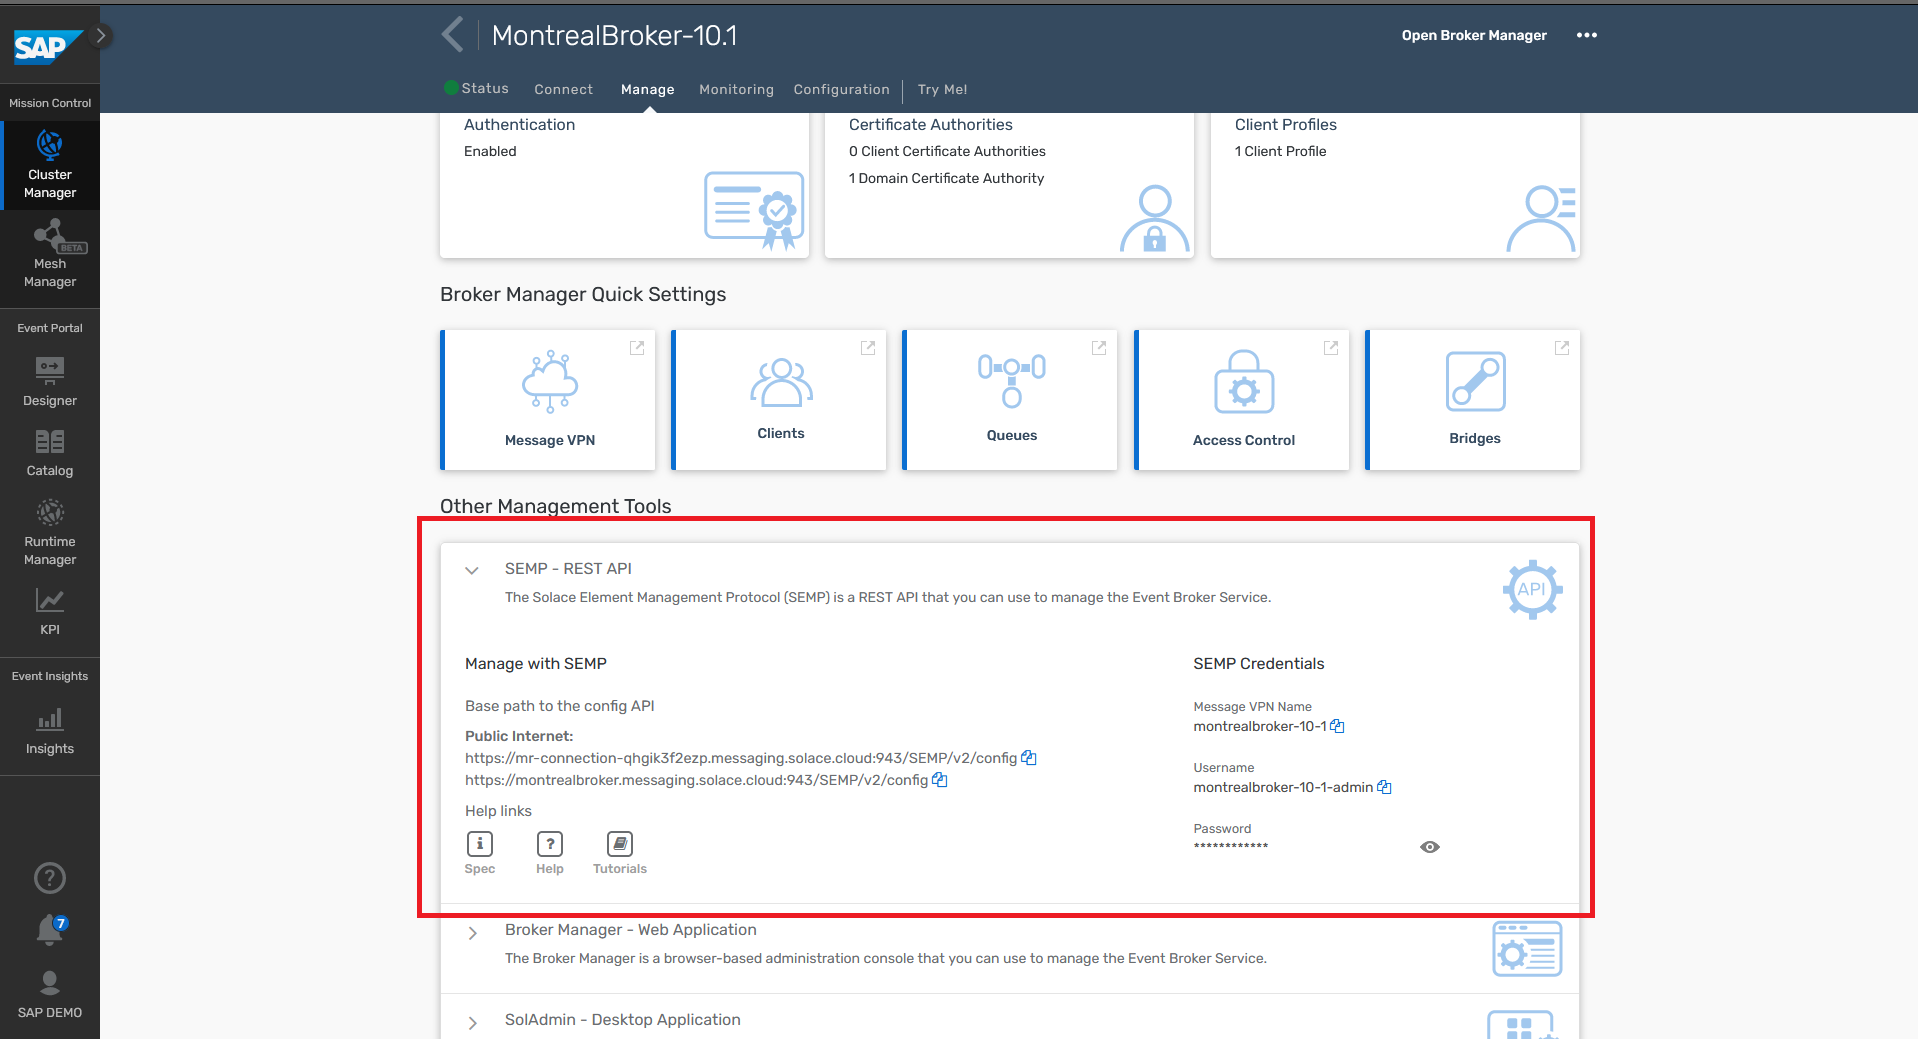 SAP
MontrealBroker-10.1
Open Broker Manager
Status
Connect
Manage
Monitoring
Configuration
Try Me!
Mission Control
Cluster
Manager
BETA
Mesh
Manager
Event Portal
Designer
Catalog
Runtime
Manager
KPI
Event Insights
Insights
?
7
SAP DEMO
Authentication
Enabled
Certificate Authorities
0 Client Certificate Authorities
1 Domain Certificate Authority
Client Profiles
1 Client Profile
Broker Manager Quick Settings
Message VPN
Clients
Queues
Access Control
Bridges
Other Management Tools
SEMP - REST API
The Solace Element Management Protocol (SEMP) is a REST API that you can use to manage the Event Broker Service.
API
Manage with SEMP
Base path to the config API
Public Internet:
https://mr-connection-qhgik3f2ezp.messaging.solace.cloud:943/SEMP/v2/config
https://montrealbroker.messaging.solace.cloud:943/SEMP/v2/config
Help links
i
Spec
?
Help
Tutorials
SEMP Credentials
Message VPN Name
montrealbroker-10-1
Username
montrealbroker-10-1-admin
Password
************
Broker Manager - Web Application
The Broker Manager is a browser-based administration console that you can use to manage the Event Broker Service.
SolAdmin - Desktop Application